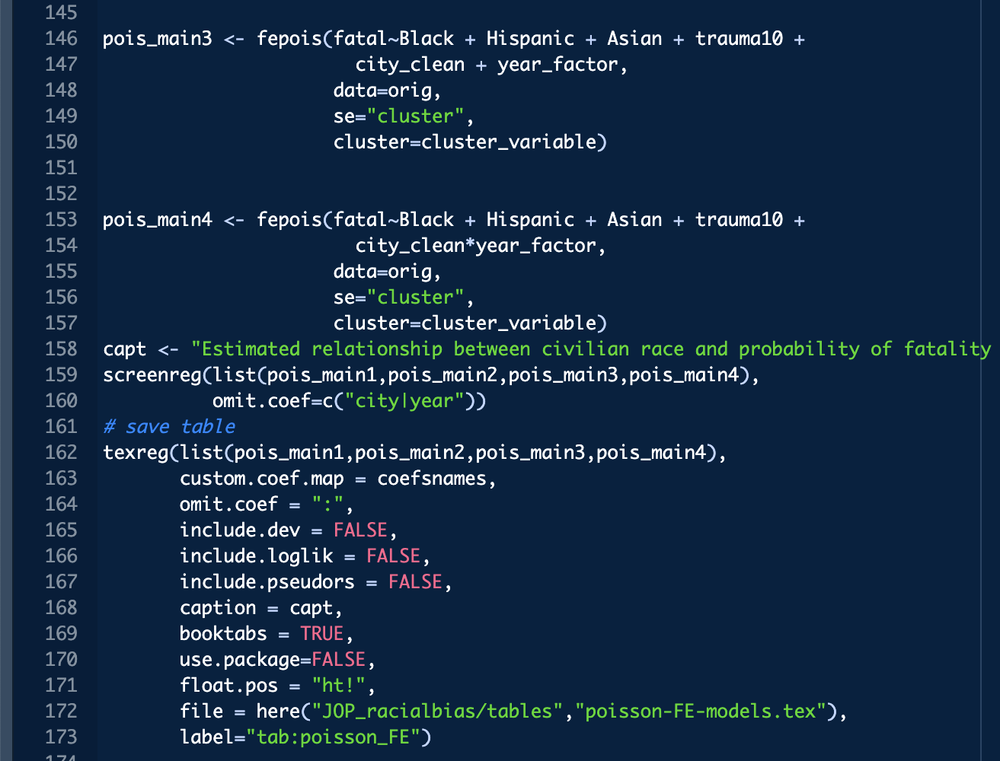 145
146 pois_main3 <- fepois(fatal~Black + Hispanic + Asian + trauma10 +
147 city_clean + year_factor,
148 data=orig,
149 se="cluster",
150 cluster=cluster_variable)
151
152
153 pois_main4 <- fepois(fatal~Black + Hispanic + Asian + trauma10 +
154 city_clean*year_factor,
155 data=orig,
156 se="cluster",
157 cluster=cluster_variable)
158 capt <- "Estimated relationship between civilian race and probability of fatality
159 screenreg(list(pois_main1,pois_main2,pois_main3,pois_main4),
160 omit.coef=c("city|year"))
161 # save table
162 texreg(list(pois_main1,pois_main2,pois_main3,pois_main4),
163 custom.coef.map = coefsnames,
164 omit.coef = ":",
165 include.dev = FALSE,
166 include.loglik = FALSE,
167 include.pseudors = FALSE,
168 caption = capt,
169 booktabs = TRUE,
170 use.package=FALSE,
171 float.pos = "ht!",
172 file = here("JOP_racialbias/tables","poisson-FE-models.tex"),
173 label="tab:poisson_FE")
174